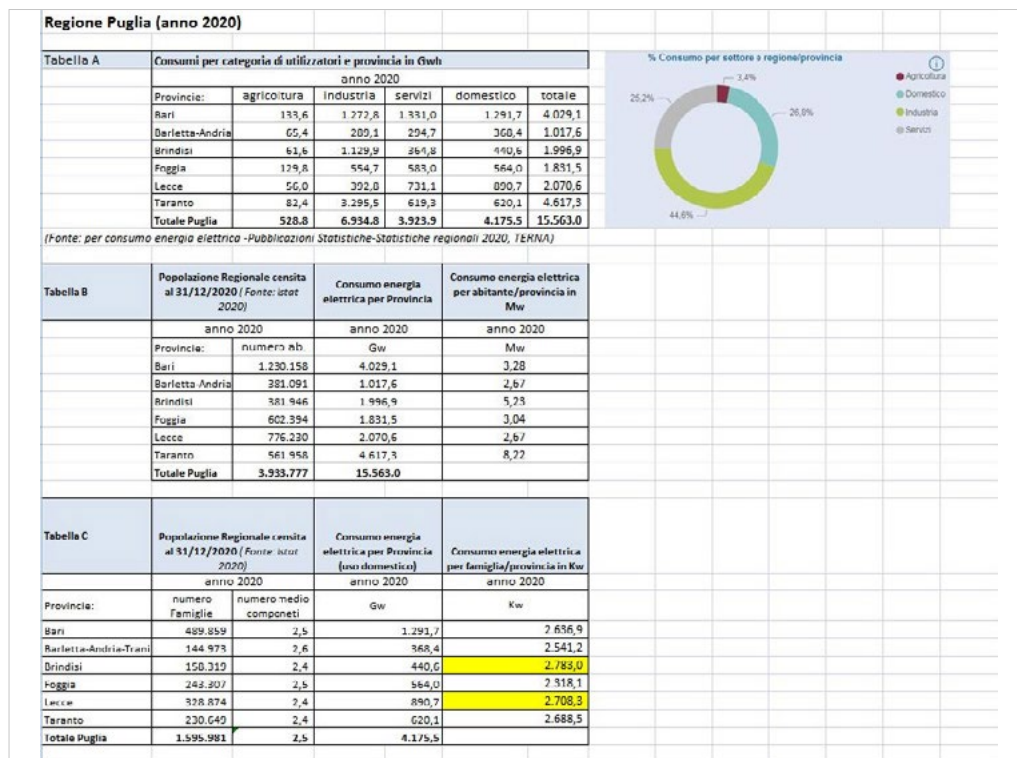 Regione Puglia (anno 2020)
Tabella A Consumi per categoria di utilizzatori e provincia in Gwh
anno 2020
Provincie: agricoltura industria servizi domestico totale
Bari 133,6 1.272,8 1.331,0 1.291,7 4.029,1
Barletta-Andria 65,4 289,1 294,7 368,4 1.017,6
Brindisi 61,6 1.129,9 364,8 440,6 1.996,9
Foggia 129,8 554,7 583,0 564,0 1.831,5
Lecce 56,0 392,8 731,1 890,7 2.070,6
Taranto 82,4 3.295,5 619,3 620,1 4.617,3
Totale Puglia 528.8 6.934.8 3.923.9 4.175.5 15.563.0
(Fonte: per consumo energia elettrica -Pubblicazioni Statistiche-Statistiche regionali 2020, TERNA)
% Consumo per settore e regione/provincia
3,4%
25,2%
26,8%
44,6%
Agricoltura
Domestico
Industria
Servizi
Tabella B
Popolazione Regionale censita al 31/12/2020 (Fonte: istat 2020)
Consumo energia elettrica per Provincia
Consumo energia elettrica per abitante/provincia in Mw
anno 2020 anno 2020 anno 2020
Provincie: numero ab. Gw Mw
Bari 1.230.158 4.029,1 3,28
Barletta-Andria 381.091 1.017,6 2,67
Brindisi 381.946 1.996,9 5,23
Foggia 602.394 1.831,5 3,04
Lecce 776.230 2.070,6 2,67
Taranto 561.958 4.617,3 8,22
Totale Puglia 3.933.777 15.563.0
Tabella C
Popolazione Regionale censita al 31/12/2020 (Fonte: istat 2020)
Consumo energia elettrica per Provincia (uso domestico)
Consumo energia elettrica per famiglia/provincia in Kw
anno 2020 anno 2020 anno 2020
Provincie: numero Famiglie numero medio componeti Gw Kw
Bari 489.859 2,5 1.291,7 2.636,9
Barletta-Andria-Trani 144.973 2,6 368,4 2.541,2
Brindisi 158.319 2,4 440,6 2.783,0
Foggia 243.307 2,5 564,0 2.318,1
Lecce 328.874 2,4 890,7 2.708,3
Taranto 230.649 2,4 620,1 2.688,5
Totale Puglia 1.595.981 2,5 4.175,5